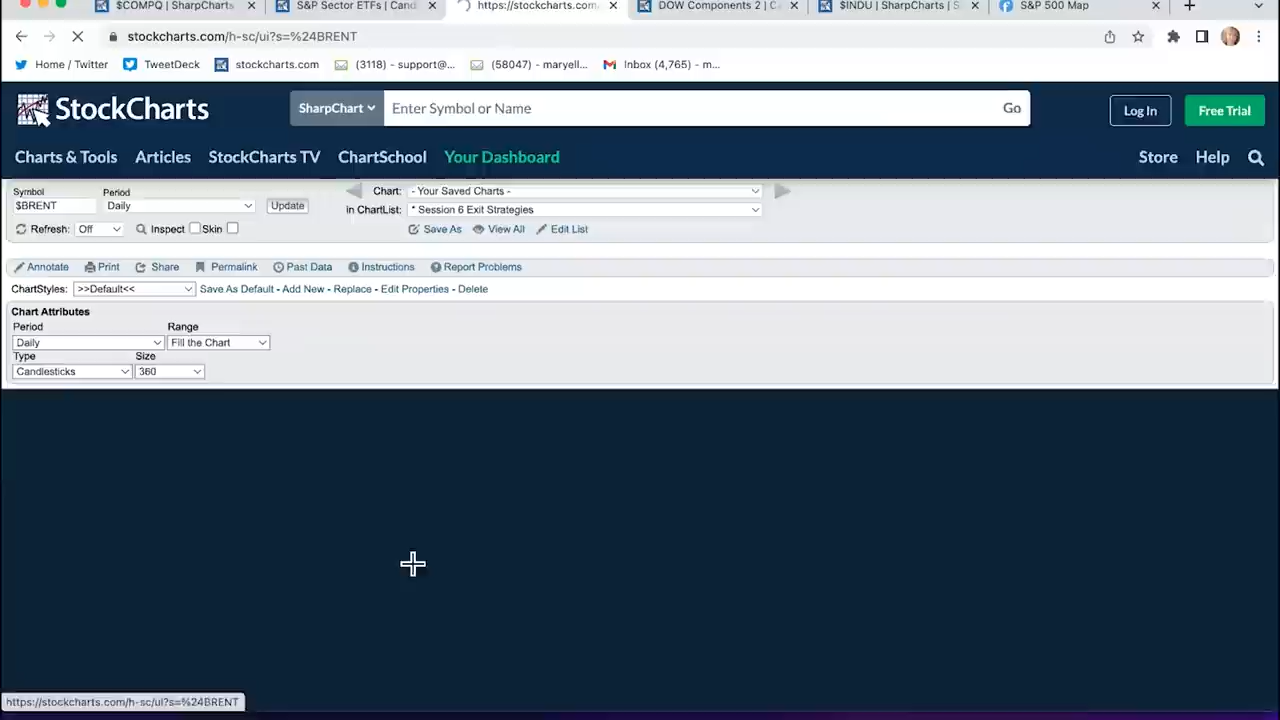 $COMPQ | SharpCharts
S&P Sector ETFs | Cand
https://stockcharts.com
DOW Components 2 | Ca
$INDU | SharpCharts | S
S&P 500 Map
stockcharts.com/h-sc/ui?s=%24BRENT
Home / Twitter
TweetDeck
stockcharts.com
(3118) - support@...
(58047) - maryell...
Inbox (4,765) - m...
StockCharts
SharpChart
Enter Symbol or Name
Go
Log In
Free Trial
Charts & Tools
Articles
StockCharts TV
ChartSchool
Your Dashboard
Store
Help
Symbol
Period
Chart:
- Your Saved Charts -
$BRENT
Daily
Update
in ChartList:
* Session 6 Exit Strategies
Refresh:
Off
Inspect
Skin
Save As
View All
Edit List
Annotate
Print
Share
Permalink
Past Data
Instructions
Report Problems
ChartStyles:
>>Default<<
Save As Default - Add New - Replace - Edit Properties - Delete
Chart Attributes
Period
Range
Daily
Fill the Chart
Type
Size
Candlesticks
360
https://stockcharts.com/h-sc/ui?s=%24BRENT